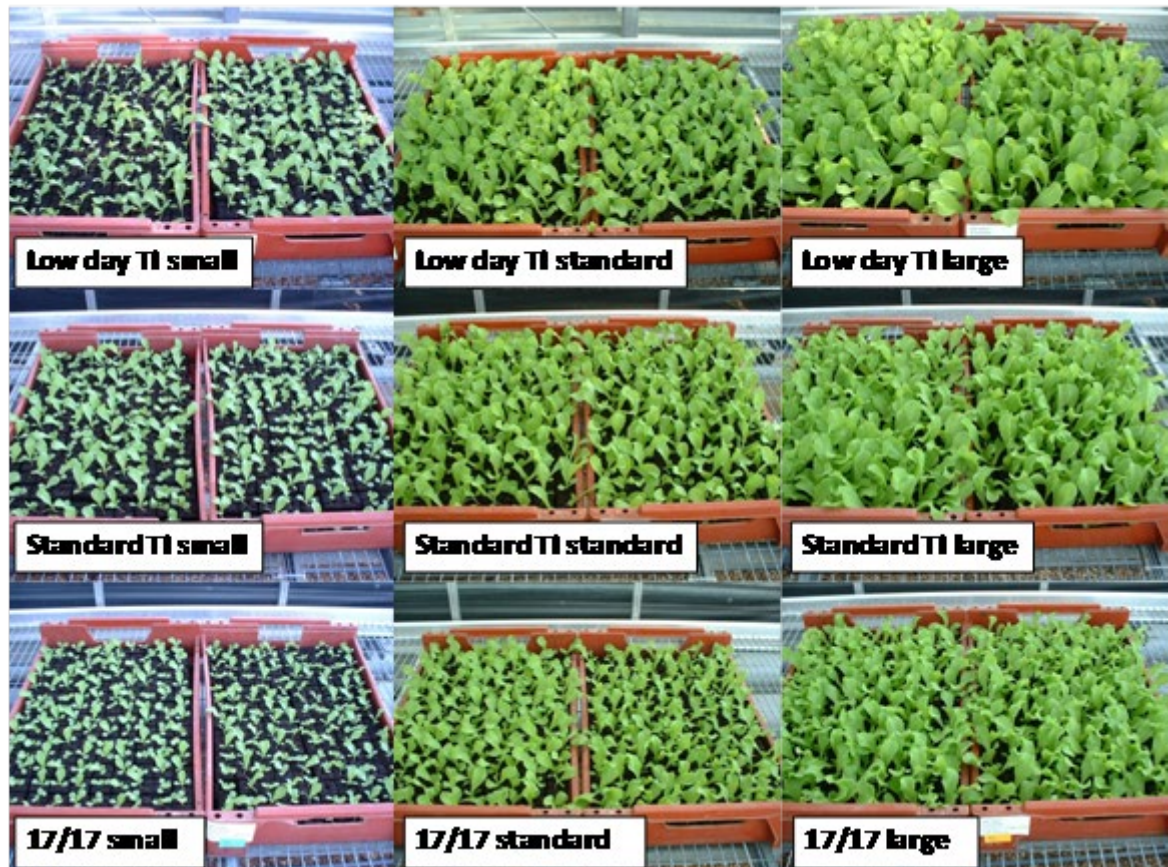 Low day TI small
Low day TI standard
Low day TI large
Standard TI small
Standard TI standard
Standard TI large
17/17 small
17/17 standard
17/17 large